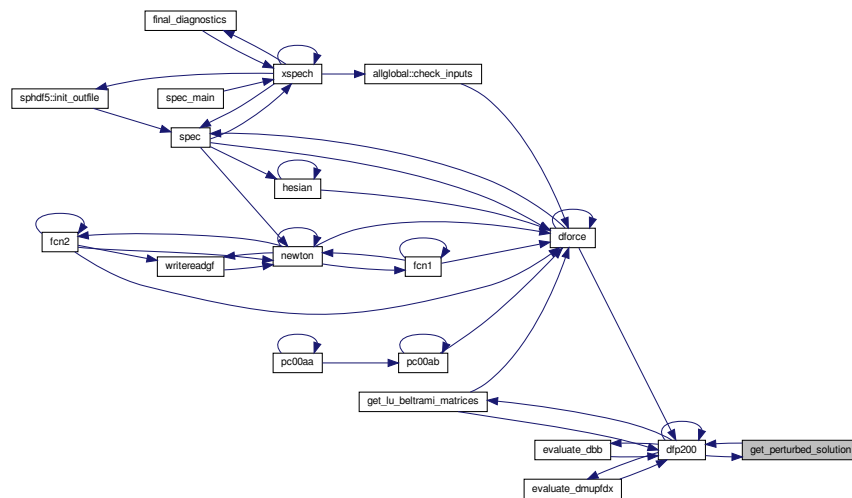 final_diagnostics
xspech
allglobal::check_inputs
sphdf5::init_outfile
spec_main
spec
hesian
dforce
fcn2
newton
writereadgf
fcn1
pc00aa
pc00ab
get_lu_beltrami_matrices
evaluate_dbb
dfp200
get_perturbed_solution
evaluate_dmupfdx